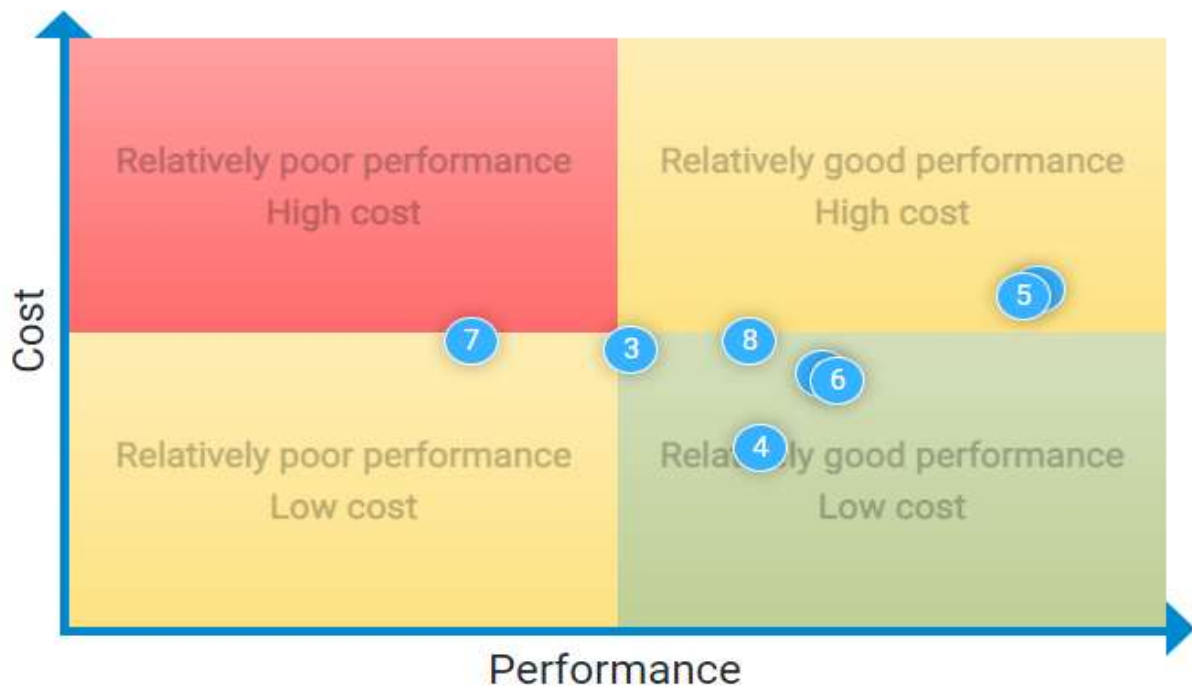 Relatively poor performance
High cost
Relatively good performance
High cost
5
Cost
7
3
8
6
4
Relatively poor performance
Low cost
Relatively good performance
Low cost
Performance